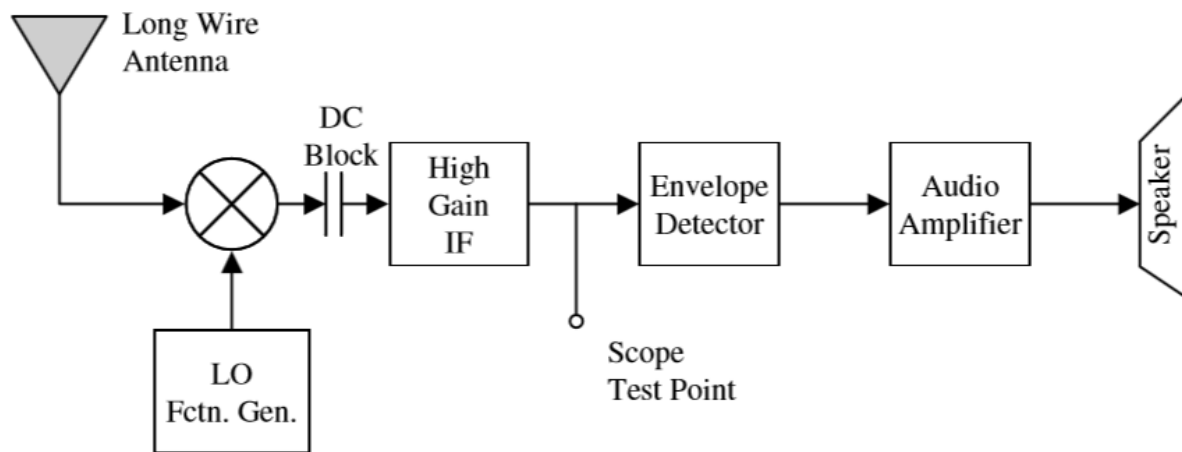 Long Wire
Antenna
DC
Block
High
Gain
IF
Envelope
Detector
Audio
Amplifier
Speaker
LO
Fctn. Gen.
Scope
Test Point